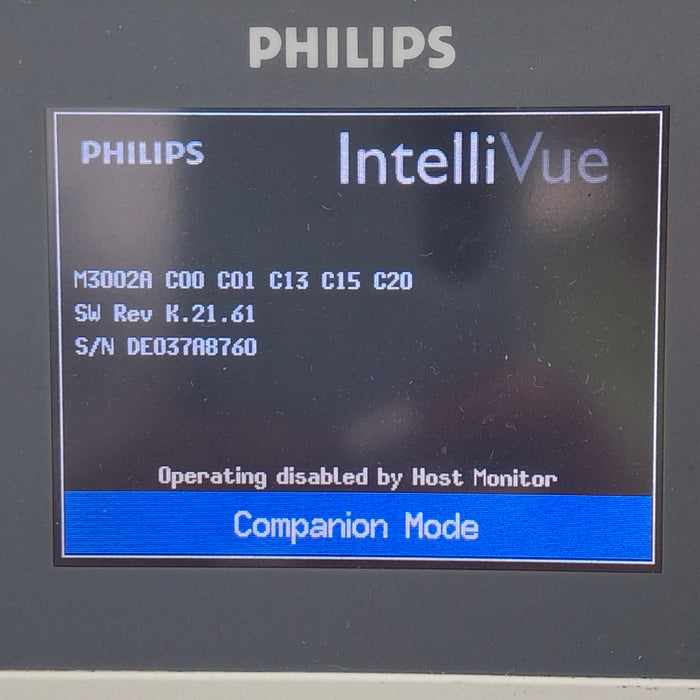 PHILIPS
PHILIPS IntelliVue
M3002A C00 C01 C13 C15 C20
SW Rev K.21.61
S/N DE037A8760
Operating disabled by Host Monitor
Companion Mode